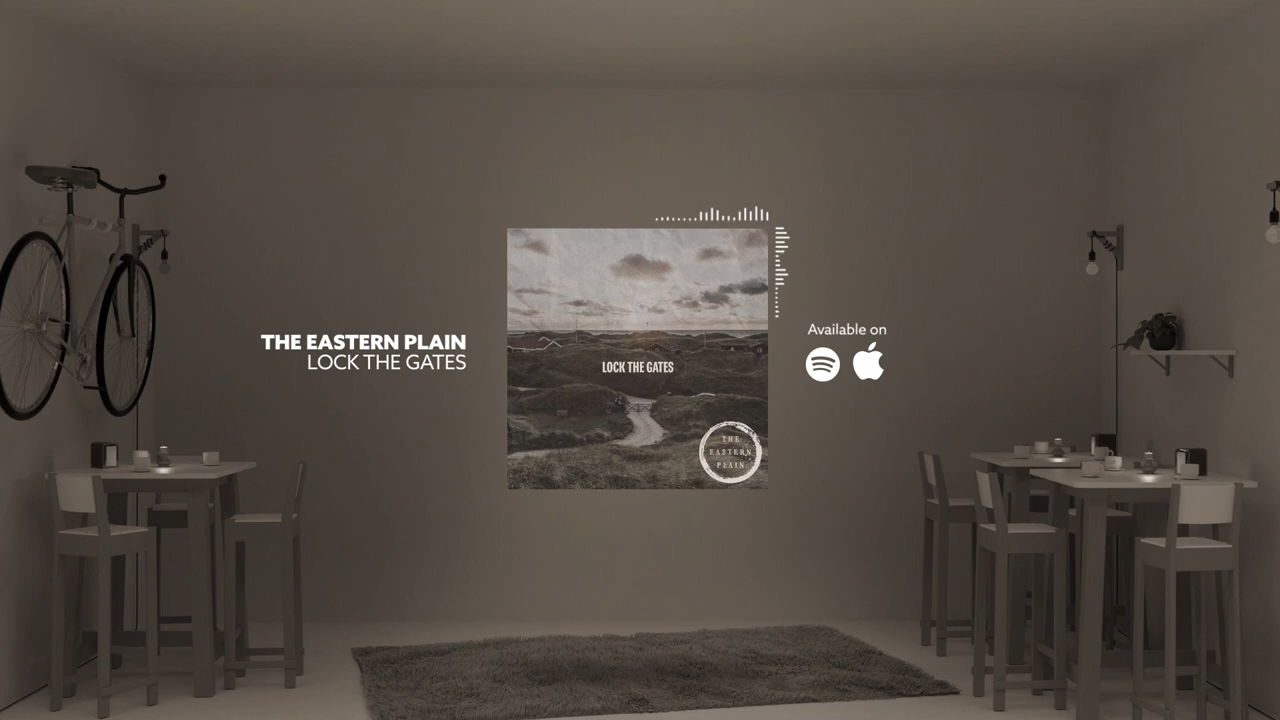 THE EASTERN PLAIN
LOCK THE GATES
LOCK THE GATES
THE
EASTERN
PLAIN
Available on